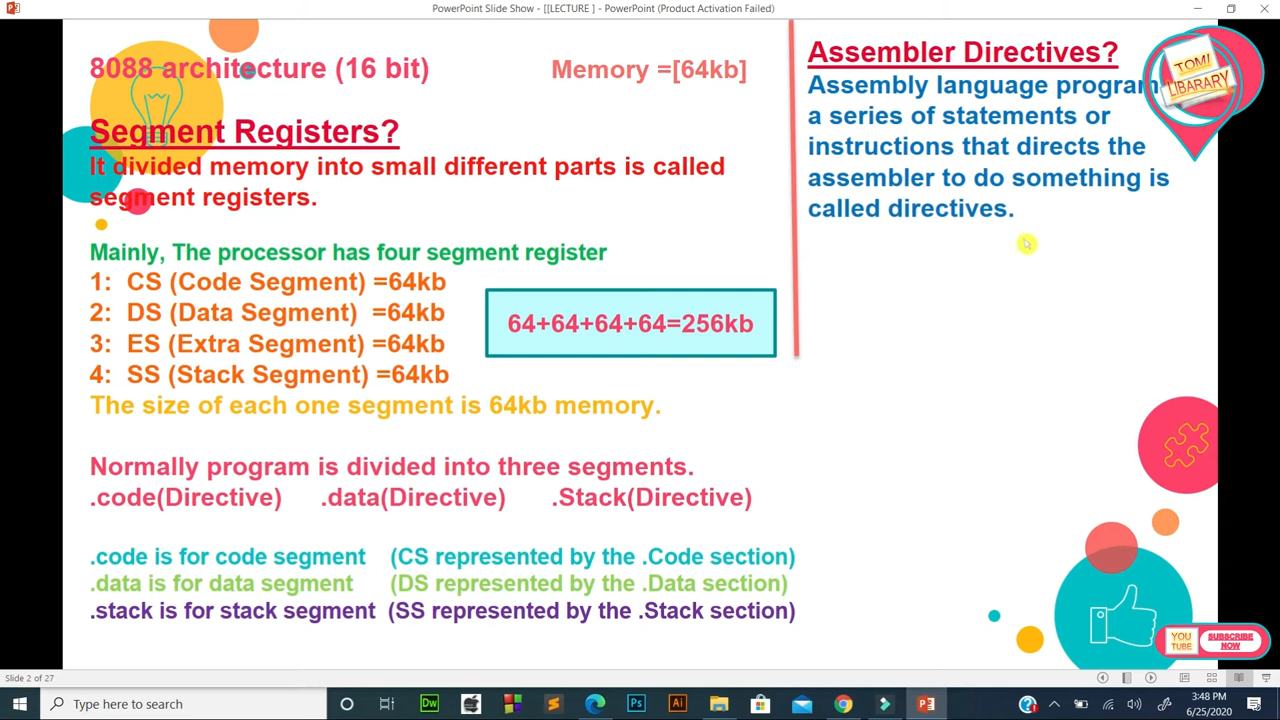 PowerPoint Slide Show - [[LECTURE ] - PowerPoint (Product Activation Failed)
8088 architecture (16 bit)
Memory =[64kb]
Segment Registers?
It divided memory into small different parts is called
segment registers.
Mainly, The processor has four segment register
1: CS (Code Segment) =64kb
2: DS (Data Segment) =64kb
3: ES (Extra Segment) =64kb
4: SS (Stack Segment) =64kb
64+64+64+64=256kb
The size of each one segment is 64kb memory.
Normally program is divided into three segments.
.code(Directive) .data(Directive) .Stack(Directive)
.code is for code segment (CS represented by the .Code section)
.data is for data segment (DS represented by the .Data section)
.stack is for stack segment (SS represented by the .Stack section)
Assembler Directives?
Assembly language program
a series of statements or
instructions that directs the
assembler to do something is
called directives.
TOMI
LIBARARY
YOU
TUBE
SUBSCRIBE
NOW
Slide 2 of 27
Type here to search
Dw
Ps
Ai
3:48 PM
6/25/2020